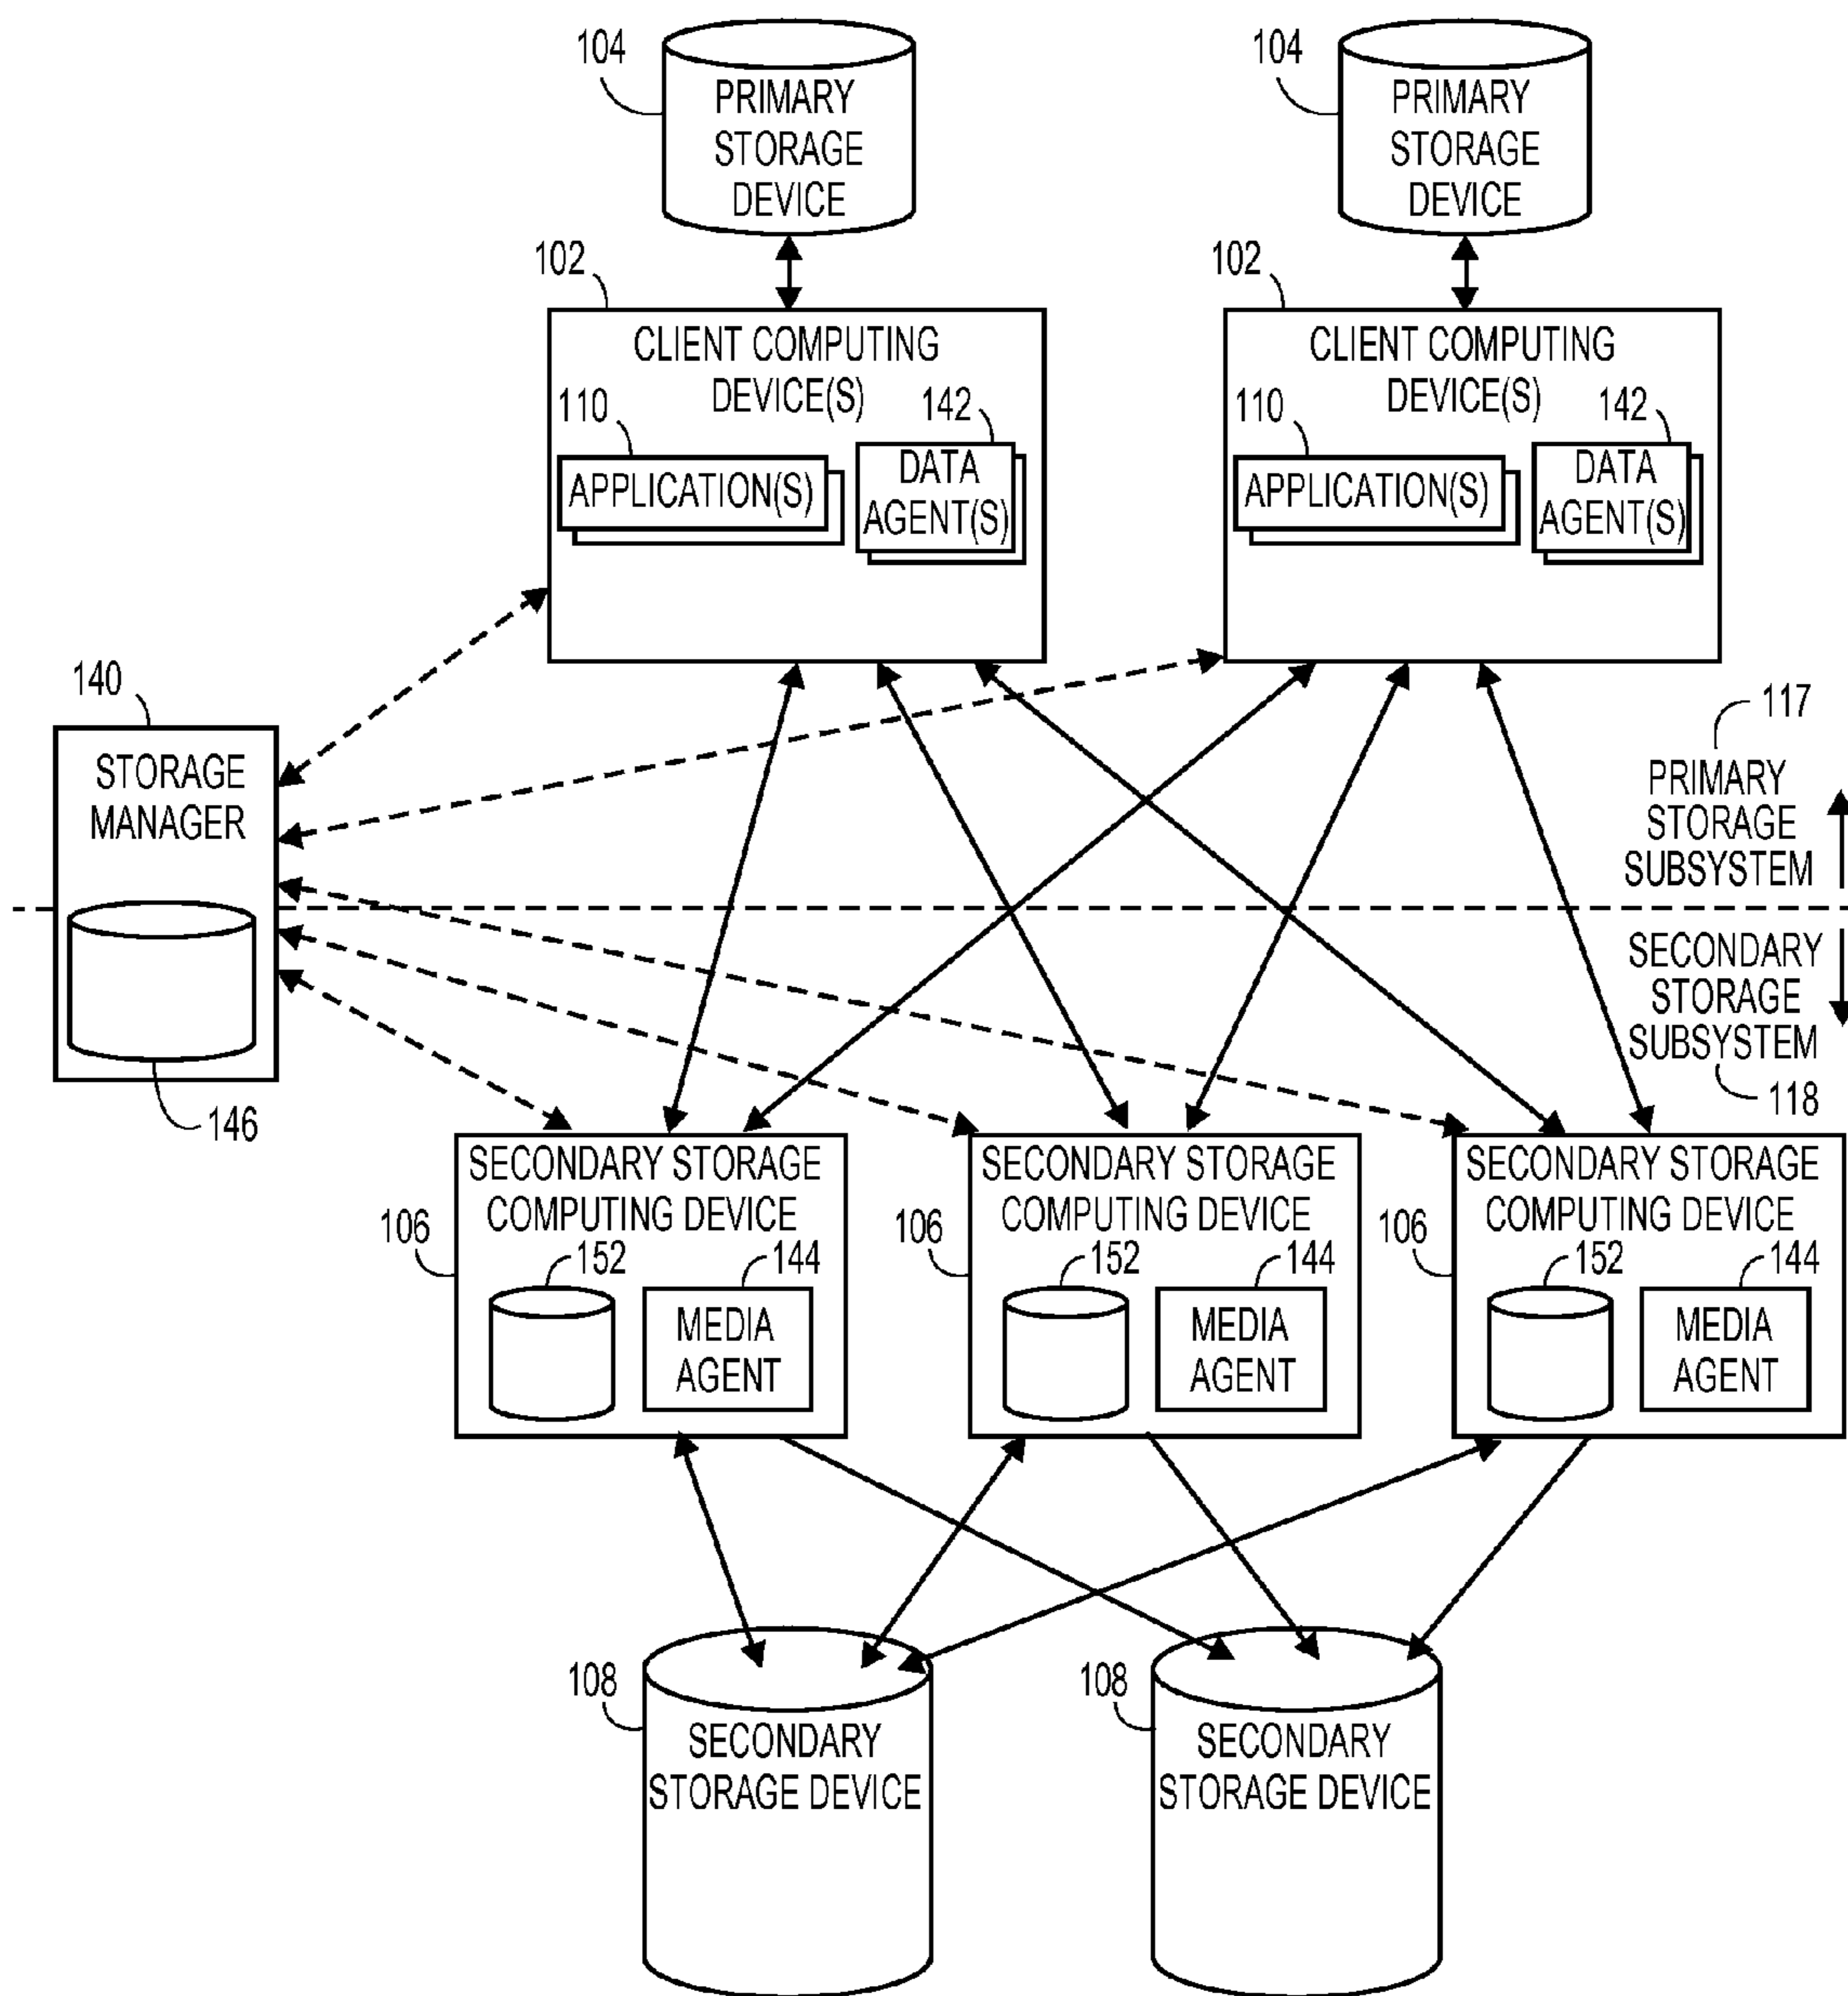 104
PRIMARY
STORAGE
DEVICE
104
PRIMARY
STORAGE
DEVICE
102
CLIENT COMPUTING
DEVICE(S)
110
142
APPLICATION(S)
DATA
AGENT(S)
102
CLIENT COMPUTING
DEVICE(S)
110
142
APPLICATION(S)
DATA
AGENT(S)
140
STORAGE
MANAGER
146
117
PRIMARY
STORAGE
SUBSYSTEM
SECONDARY
STORAGE
SUBSYSTEM
118
SECONDARY STORAGE
COMPUTING DEVICE
106
152
144
MEDIA
AGENT
SECONDARY STORAGE
COMPUTING DEVICE
106
152
144
MEDIA
AGENT
SECONDARY STORAGE
COMPUTING DEVICE
106
152
144
MEDIA
AGENT
108
SECONDARY
STORAGE DEVICE
108
SECONDARY
STORAGE DEVICE